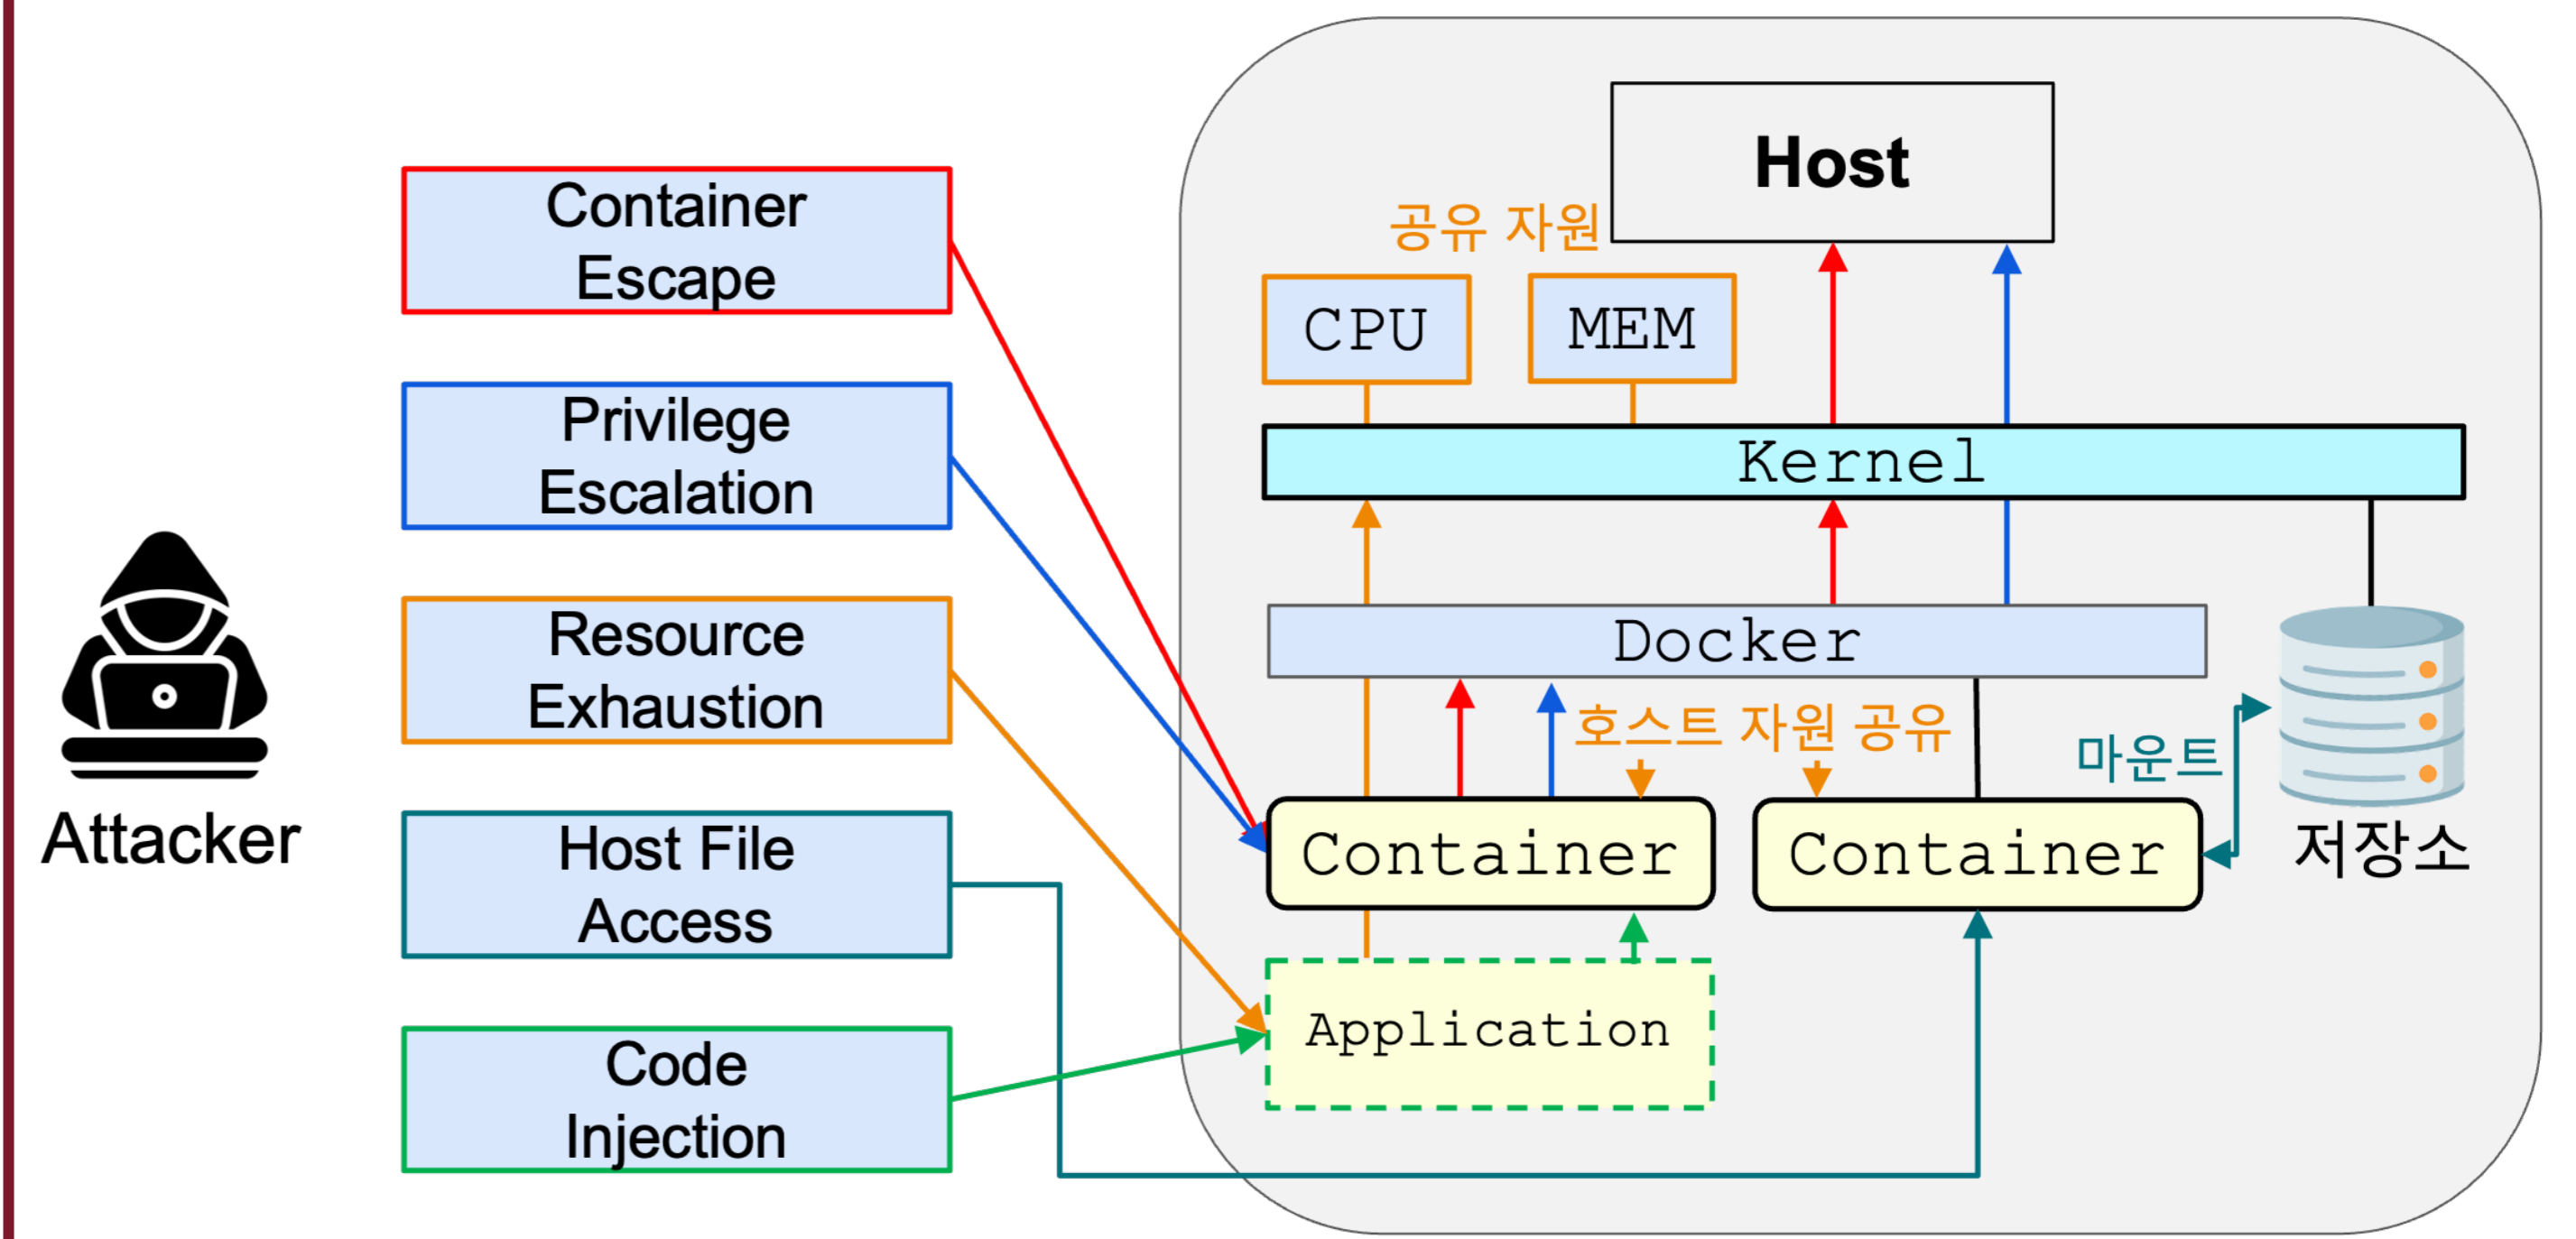 Container
Escape
Privilege
Escalation
Resource
Exhaustion
Host File
Access
Code
Injection
Attacker
Host
공유 자원
CPU
MEM
Kernel
Docker
호스트 자원 공유
마운트
Container
Container
저장소
Application